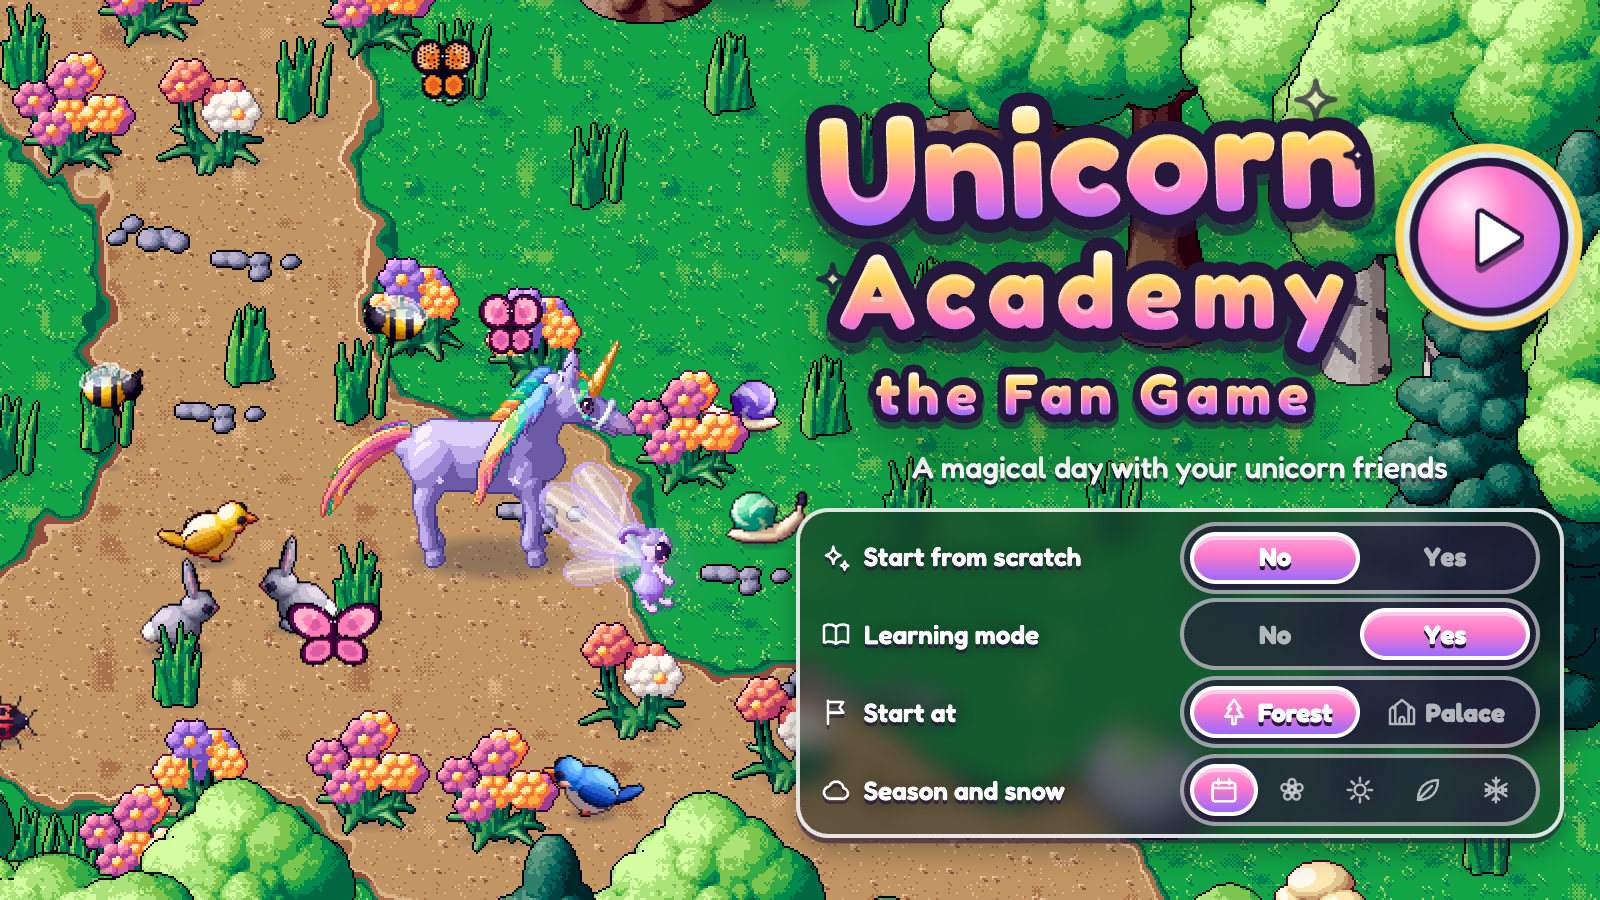 Unicorn
Academy
the Fan Game
A magical day with your unicorn friends
Start from scratch No Yes
Learning mode No Yes
Start at Forest Palace
Season and snow